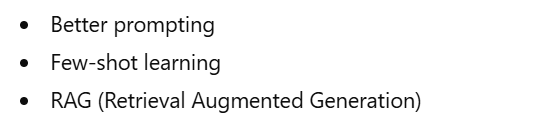 • Better prompting
• Few-shot learning
• RAG (Retrieval Augmented Generation)